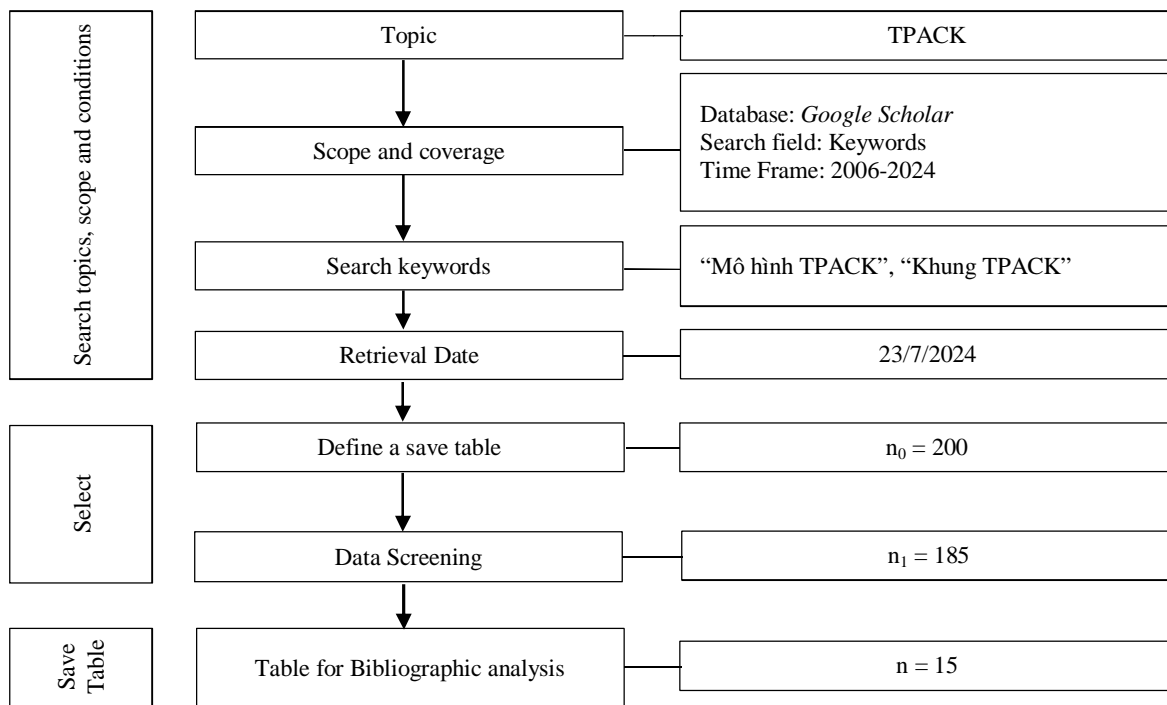 Search topics, scope and conditions
Topic
TPACK
Scope and coverage
Database: Google Scholar
Search field: Keywords
Time Frame: 2006-2024
Search keywords
“Mô hình TPACK”, “Khung TPACK”
Retrieval Date
23/7/2024
Select
Define a save table
n₀ = 200
Data Screening
n₁ = 185
Save
Table
Table for Bibliographic analysis
n = 15